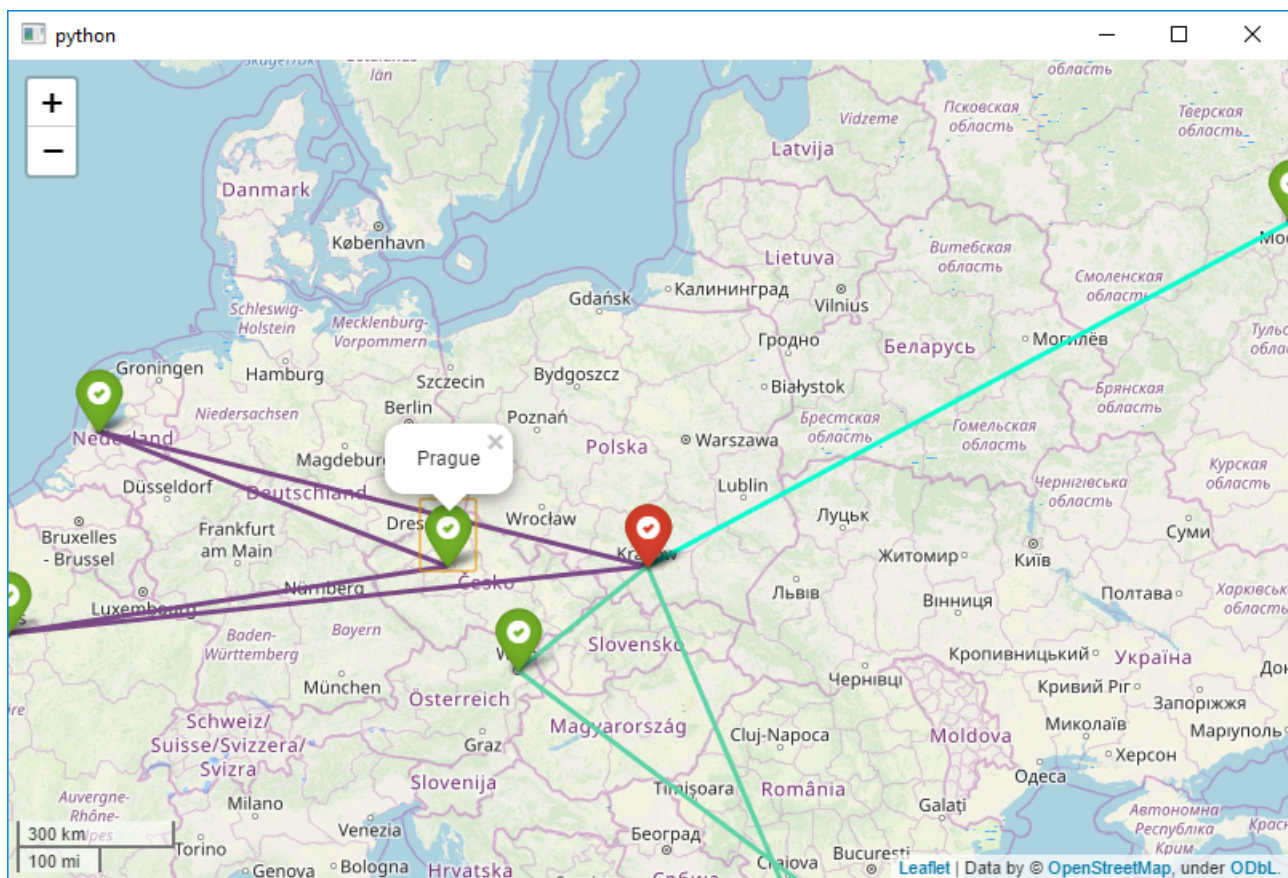 python
+
−
Skagerrak
область
Псковская
область
Тверская
область
Vidzeme
Latvija
Danmark
København
Lietuva
Витебская
область
Смоленская
область
Gdańsk
Калининград
Vilnius
Schleswig-
Holstein
Mecklenburg-
Vorpommern
Гродно
Беларусь
Могилёв
Groningen
Hamburg
Szczecin
Bydgoszcz
Białystok
Брянская
область
Niedersachsen
Berlin
Poznań
Брестская
область
Гомельская
область
Nederland
Polska
Warszawa
Magdeburg
Prague
×
Курская
область
Düsseldorf
Deutschland
Lublin
Чернігівська
область
Bruxelles
- Brussel
Frankfurt
am Main
Wrocław
Луцьк
Суми
Kraków
Житомир
Київ
Česko
Nürnberg
Luxembourg
Львів
Вінниця
Полтава
Baden-
Württemberg
Bayern
Slovensko
Кропивницький
Україна
München
Österreich
Чернівці
Кривий Ріг
Запоріжжя
Schweiz/
Suisse/Svizzera/
Svizra
Magyarország
Cluj-Napoca
Moldova
Миколаїв
Маріуполь
Graz
Херсон
Slovenija
Одеса
Timișoara
România
Auvergne-
Rhône-
Alpes
Milano
Galați
Автономна
Республіка
Крим
300 km
100 mi
Venezia
Београд
Torino
Craiova
București
Genova
Bologna
Hrvatska
Leaflet | Data by © OpenStreetMap, under ODbL.